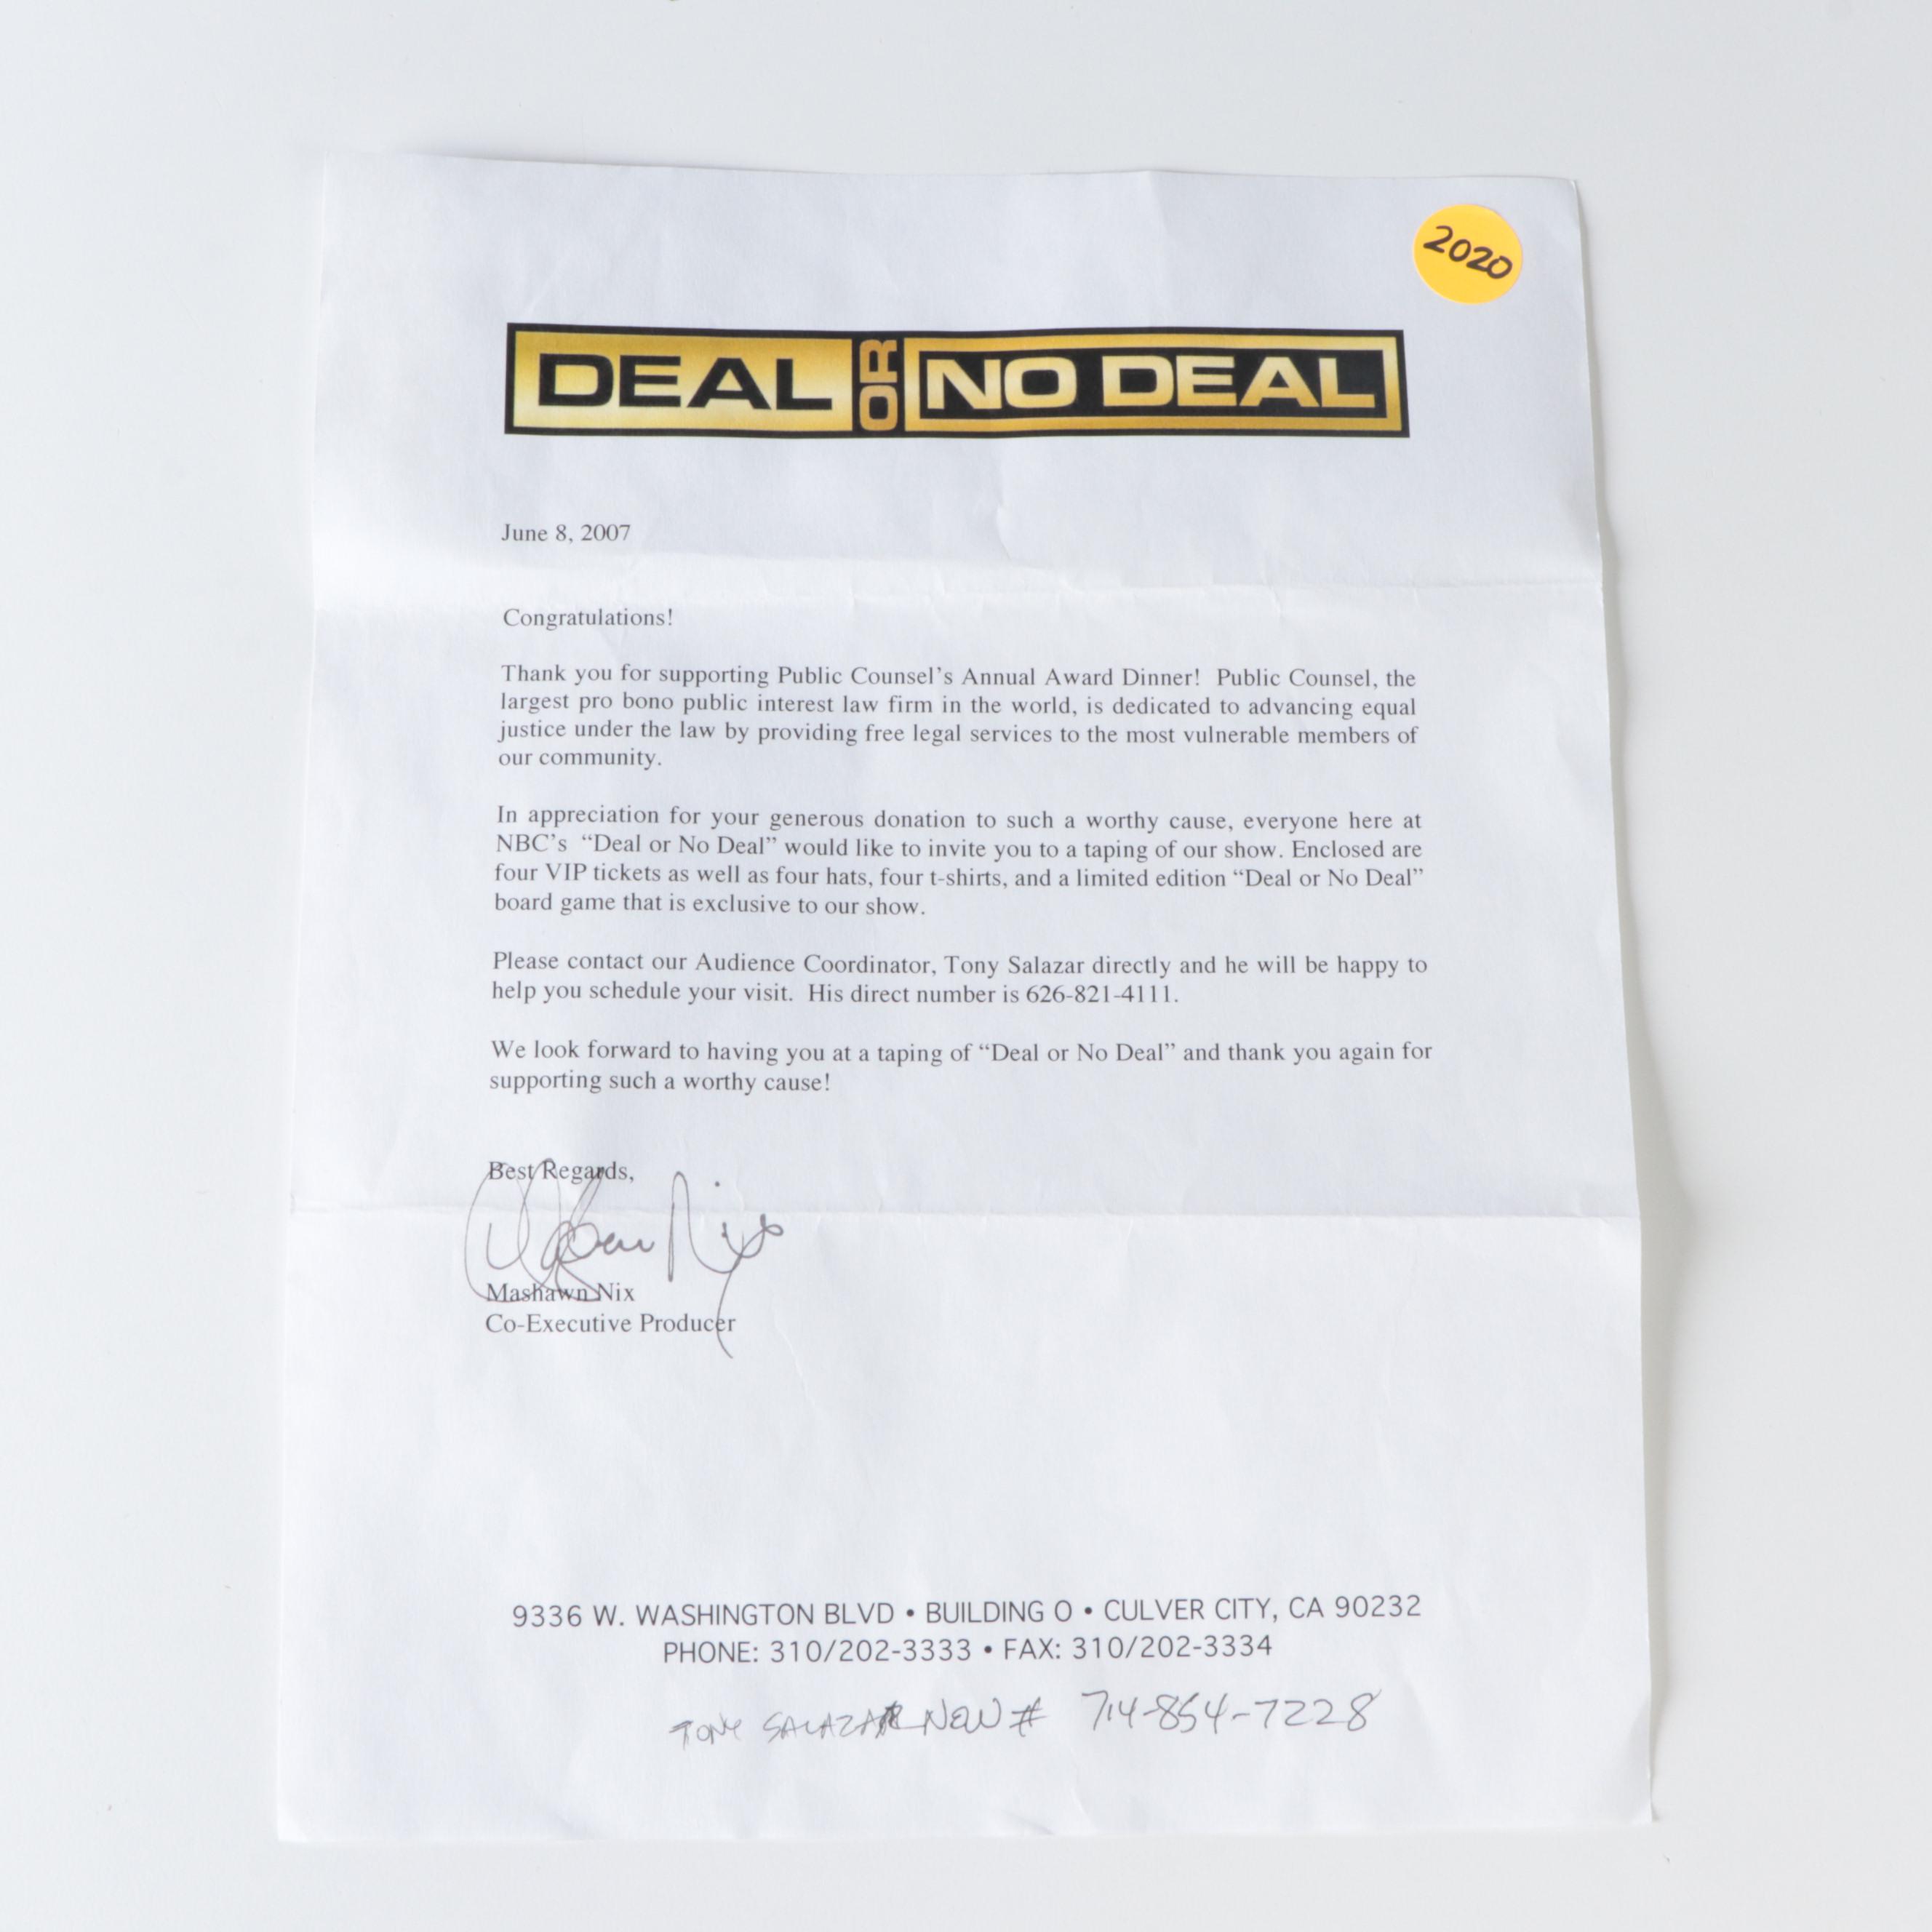 2020
DEAL OR NO DEAL
June 8, 2007
Congratulations!
Thank you for supporting Public Counsel's Annual Award Dinner!  Public Counsel, the
largest pro bono public interest law firm in the world, is dedicated to advancing equal
justice under the law by providing free legal services to the most vulnerable members of
our community.
In appreciation for your generous donation to such a worthy cause, everyone here at
NBC's  “Deal or No Deal” would like to invite you to a taping of our show. Enclosed are
four VIP tickets as well as four hats, four t-shirts, and a limited edition “Deal or No Deal”
board game that is exclusive to our show.
Please contact our Audience Coordinator, Tony Salazar directly and he will be happy to
help you schedule your visit.  His direct number is 626-821-4111.
We look forward to having you at a taping of “Deal or No Deal” and thank you again for
supporting such a worthy cause!
Best Regards,
Mashawn Nix
Co-Executive Producer
9336 W. WASHINGTON BLVD • BUILDING O • CULVER CITY, CA 90232
PHONE: 310/202-3333 • FAX: 310/202-3334
TONY SALAZAR NEW # 714-854-7228